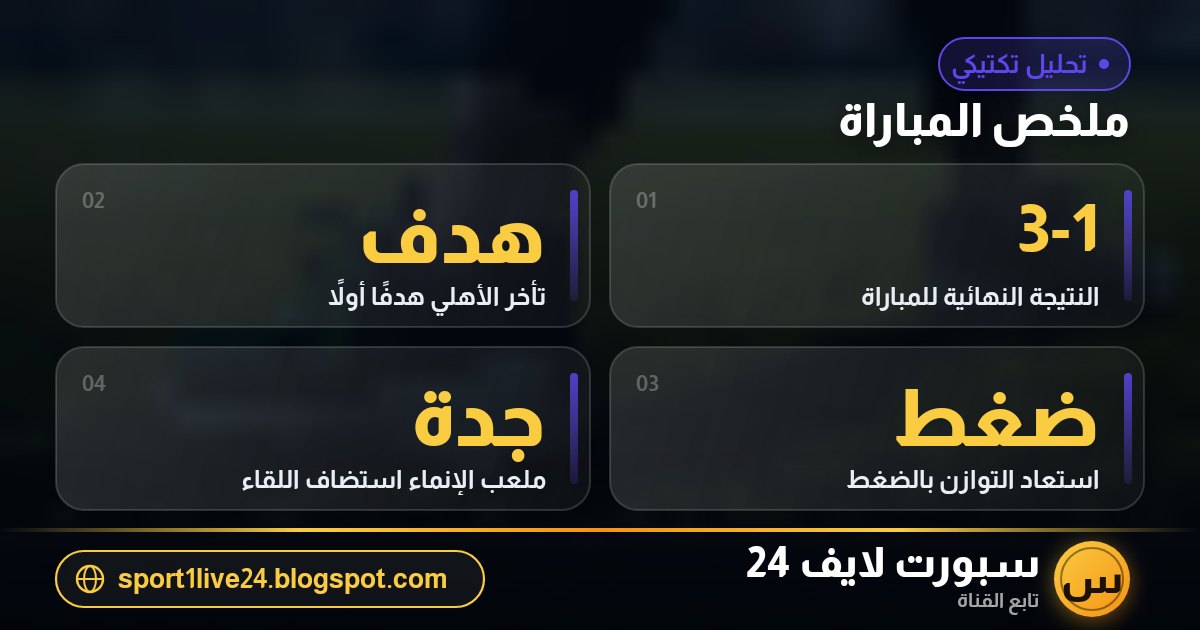 • تحليل تكتيكي
ملخص المباراة
01
3-1
النتيجة النهائية للمباراة
02
هدف
تأخر الأهلي هدفًا أولًا
03
ضغط
استعاد التوازن بالضغط
04
جدة
ملعب الإنماء استضاف اللقاء
س
سبورت لايف 24
تابع القناة
sport1live24.blogspot.com